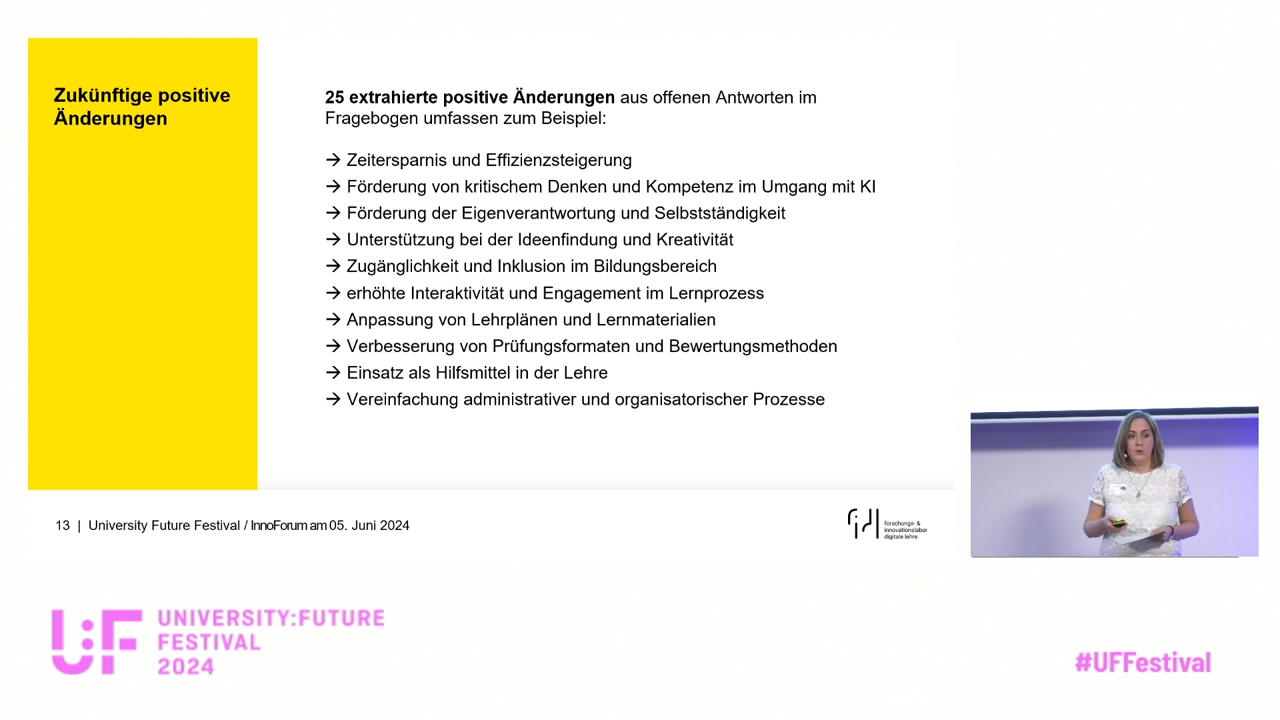 Zukünftige positive
Änderungen
25 extrahierte positive Änderungen aus offenen Antworten im
Fragebogen umfassen zum Beispiel:
→ Zeitersparnis und Effizienzsteigerung
→ Förderung von kritischem Denken und Kompetenz im Umgang mit KI
→ Förderung der Eigenverantwortung und Selbstständigkeit
→ Unterstützung bei der Ideenfindung und Kreativität
→ Zugänglichkeit und Inklusion im Bildungsbereich
→ erhöhte Interaktivität und Engagement im Lernprozess
→ Anpassung von Lehrplänen und Lernmaterialien
→ Verbesserung von Prüfungsformaten und Bewertungsmethoden
→ Einsatz als Hilfsmittel in der Lehre
→ Vereinfachung administrativer und organisatorischer Prozesse
13 | University Future Festival / InnoForum am 05. Juni 2024
forschungs- &
innovationslabor
digitale lehre
U:F
UNIVERSITY:FUTURE
FESTIVAL
2024
#UFFestival